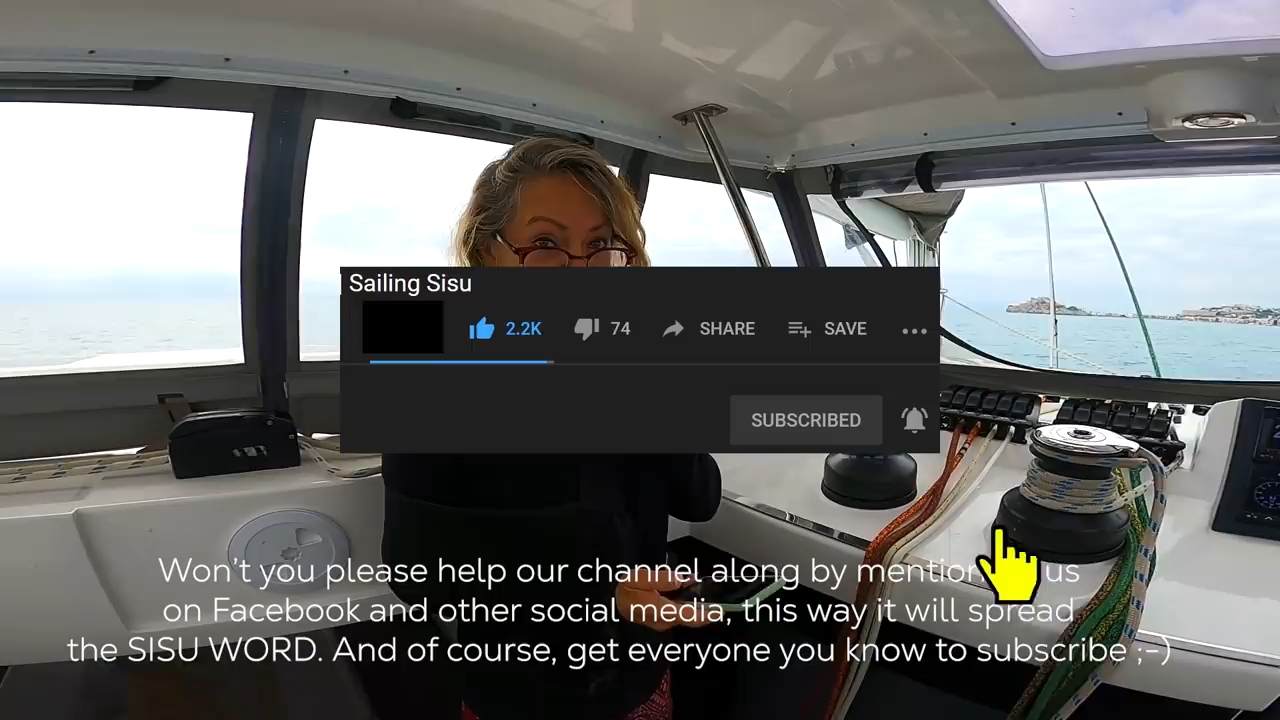 Sailing Sisu
2.2K 74 SHARE SAVE
SUBSCRIBED
Won't you please help our channel along by mention us
on Facebook and other social media, this way it will spread
the SISU WORD. And of course, get everyone you know to subscribe ;-)